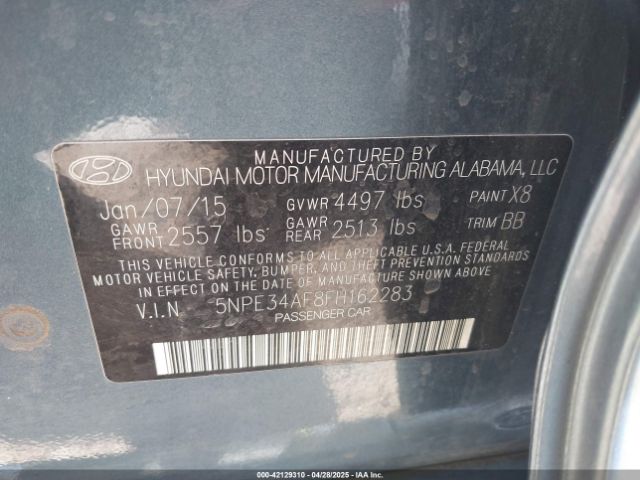 MANUFACTURED BY
HYUNDAI MOTOR MANUFACTURING ALABAMA, LLC
Jan/07/15 GVWR 4497 lbs PAINT X8
GAWR FRONT 2557 lbs GAWR REAR 2513 lbs TRIM BB
THIS VEHICLE CONFORMS TO ALL APPLICABLE U.S.A. FEDERAL
MOTOR VEHICLE SAFETY, BUMPER, AND THEFT PREVENTION STANDARDS
IN EFFECT ON THE DATE OF MANUFACTURE SHOWN ABOVE.
V.I.N. 5NPE34AF8FH162283
PASSENGER CAR
000-42129310 | 04/28/2025 | IAAI.COM